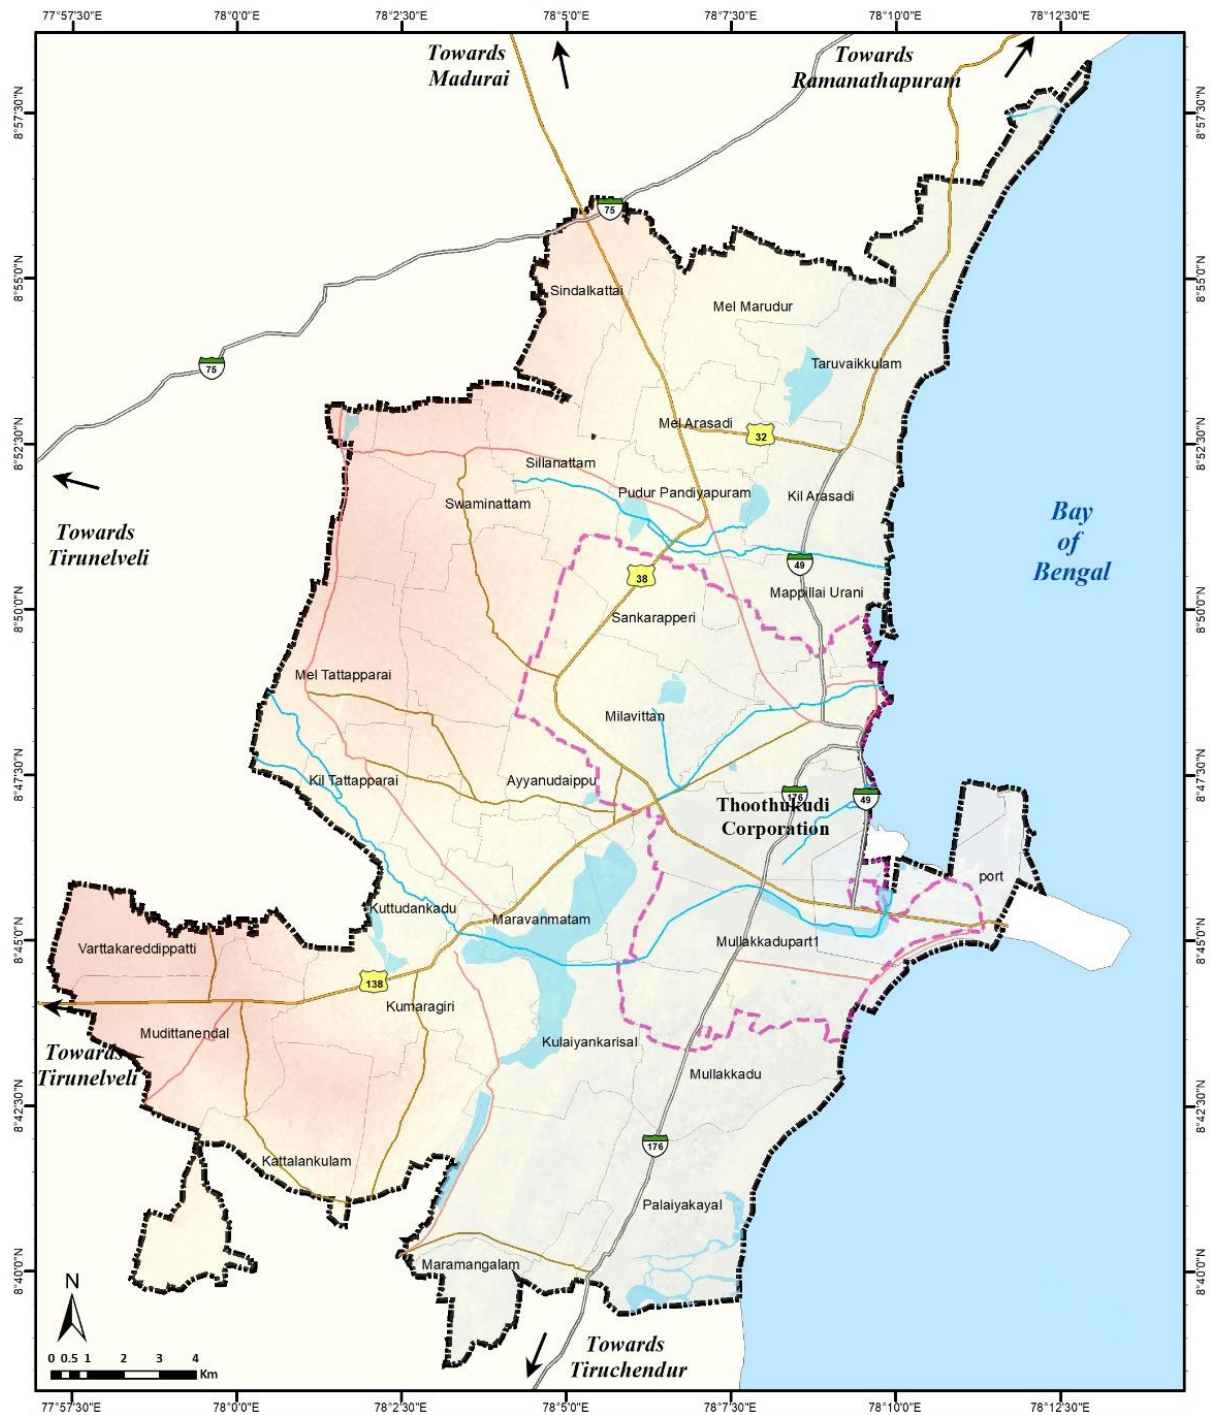 77°57'30"E 78°0'0"E 78°2'30"E 78°5'0"E 78°7'30"E 78°10'0"E 78°12'30"E
Towards
Madurai
Towards
Ramanathapuram
8°57'30"N 8°57'30"N
75
8°55'0"N 8°55'0"N
Sindalkattai
Mel Marudur
Taruvaikkulam
75
Mel Arasadi
32
8°52'30"N 8°52'30"N
Sillanattam
Pudur Pandiyapuram
Kil Arasadi
Swaminattam
Towards
Tirunelveli
Bay
of
Bengal
49
38
Mappillai Urani
8°50'0"N 8°50'0"N
Sankarapperi
Mel Tattapparai
Milavittan
8°47'30"N 8°47'30"N
Kil Tattapparai
Ayyanudaippu
176
49
Thoothukudi
Corporation
port
Kuttudankadu
Maravanmatam
8°45'0"N 8°45'0"N
Varttakareddippatti
Mullakkadupart1
138
Kumaragiri
Mudittanendal
Kulaiyankarisal
Towards
Tirunelveli
Mullakkadu
8°42'30"N 8°42'30"N
176
Kattalankulam
Palaiyakayal
8°40'0"N 8°40'0"N
Maramangalam
N
Towards
Tiruchendur
0 0.5 1 2 3 4
Km
77°57'30"E 78°0'0"E 78°2'30"E 78°5'0"E 78°7'30"E 78°10'0"E 78°12'30"E